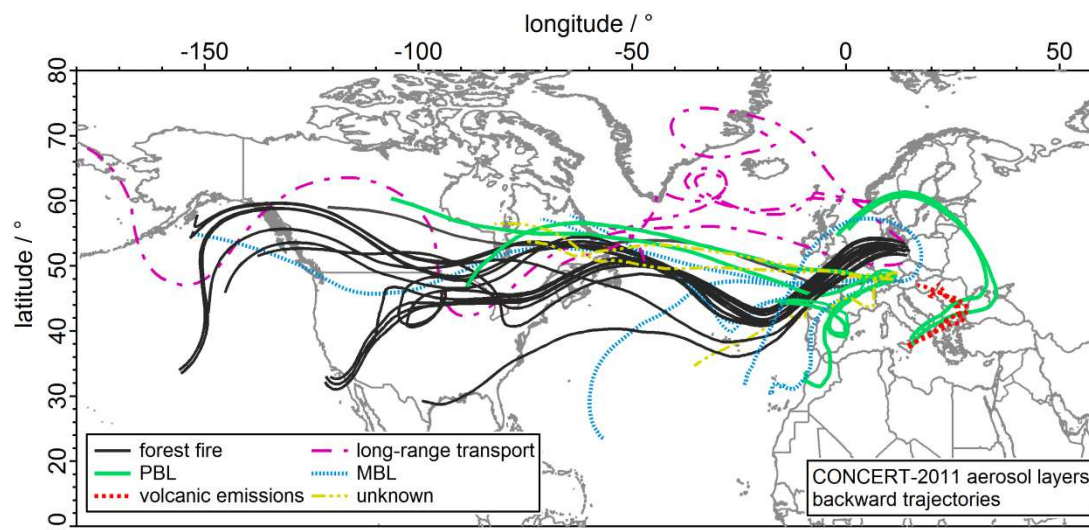 longitude / °
-150 -100 -50 0 50
latitude / °
80
70
60
50
40
30
20
10
0
forest fire
long-range transport
PBL
MBL
volcanic emissions
unknown
CONCERT-2011 aerosol layers
backward trajectories